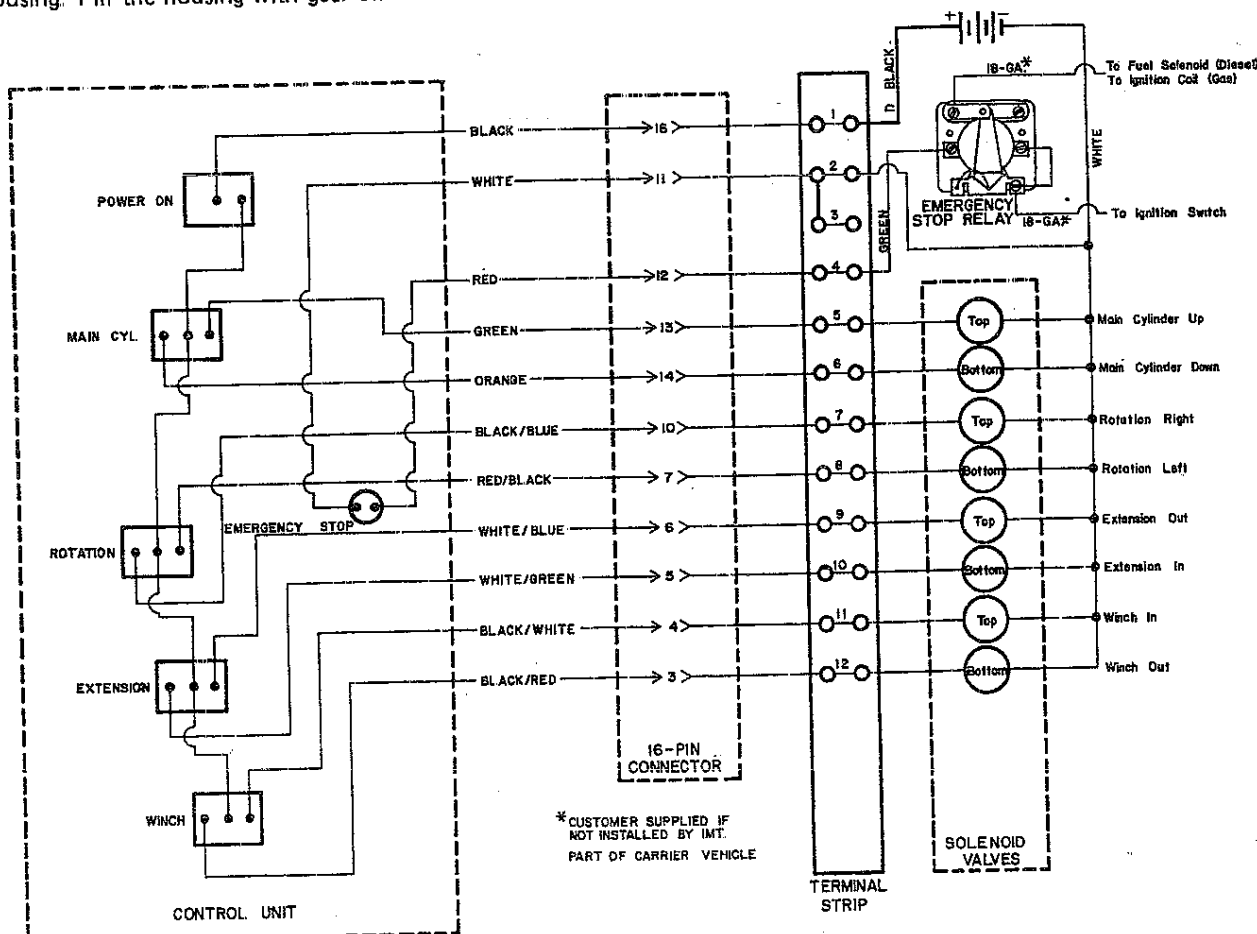 housing. Fill the housing with gear
+ −
D BLACK
18-GA.*
To Fuel Solenoid (Diesel)
To Ignition Coil (Gas)
WHITE
GREEN
EMERGENCY
STOP RELAY
18-GA*
To Ignition Switch
POWER ON
BLACK 16 1
WHITE 11 2
3
RED 12 4
MAIN CYL.
GREEN 13 5 Top Main Cylinder Up
ORANGE 14 6 Bottom Main Cylinder Down
BLACK/BLUE 10 7 Top Rotation Right
RED/BLACK 7 8 Bottom Rotation Left
EMERGENCY STOP
ROTATION
WHITE/BLUE 6 9 Top Extension Out
WHITE/GREEN 5 10 Bottom Extension In
BLACK/WHITE 4 11 Top Winch In
EXTENSION
BLACK/RED 3 12 Bottom Winch Out
16-PIN
CONNECTOR
WINCH
*CUSTOMER SUPPLIED IF
NOT INSTALLED BY IMT.
PART OF CARRIER VEHICLE
SOLENOID
VALVES
TERMINAL
STRIP
CONTROL UNIT